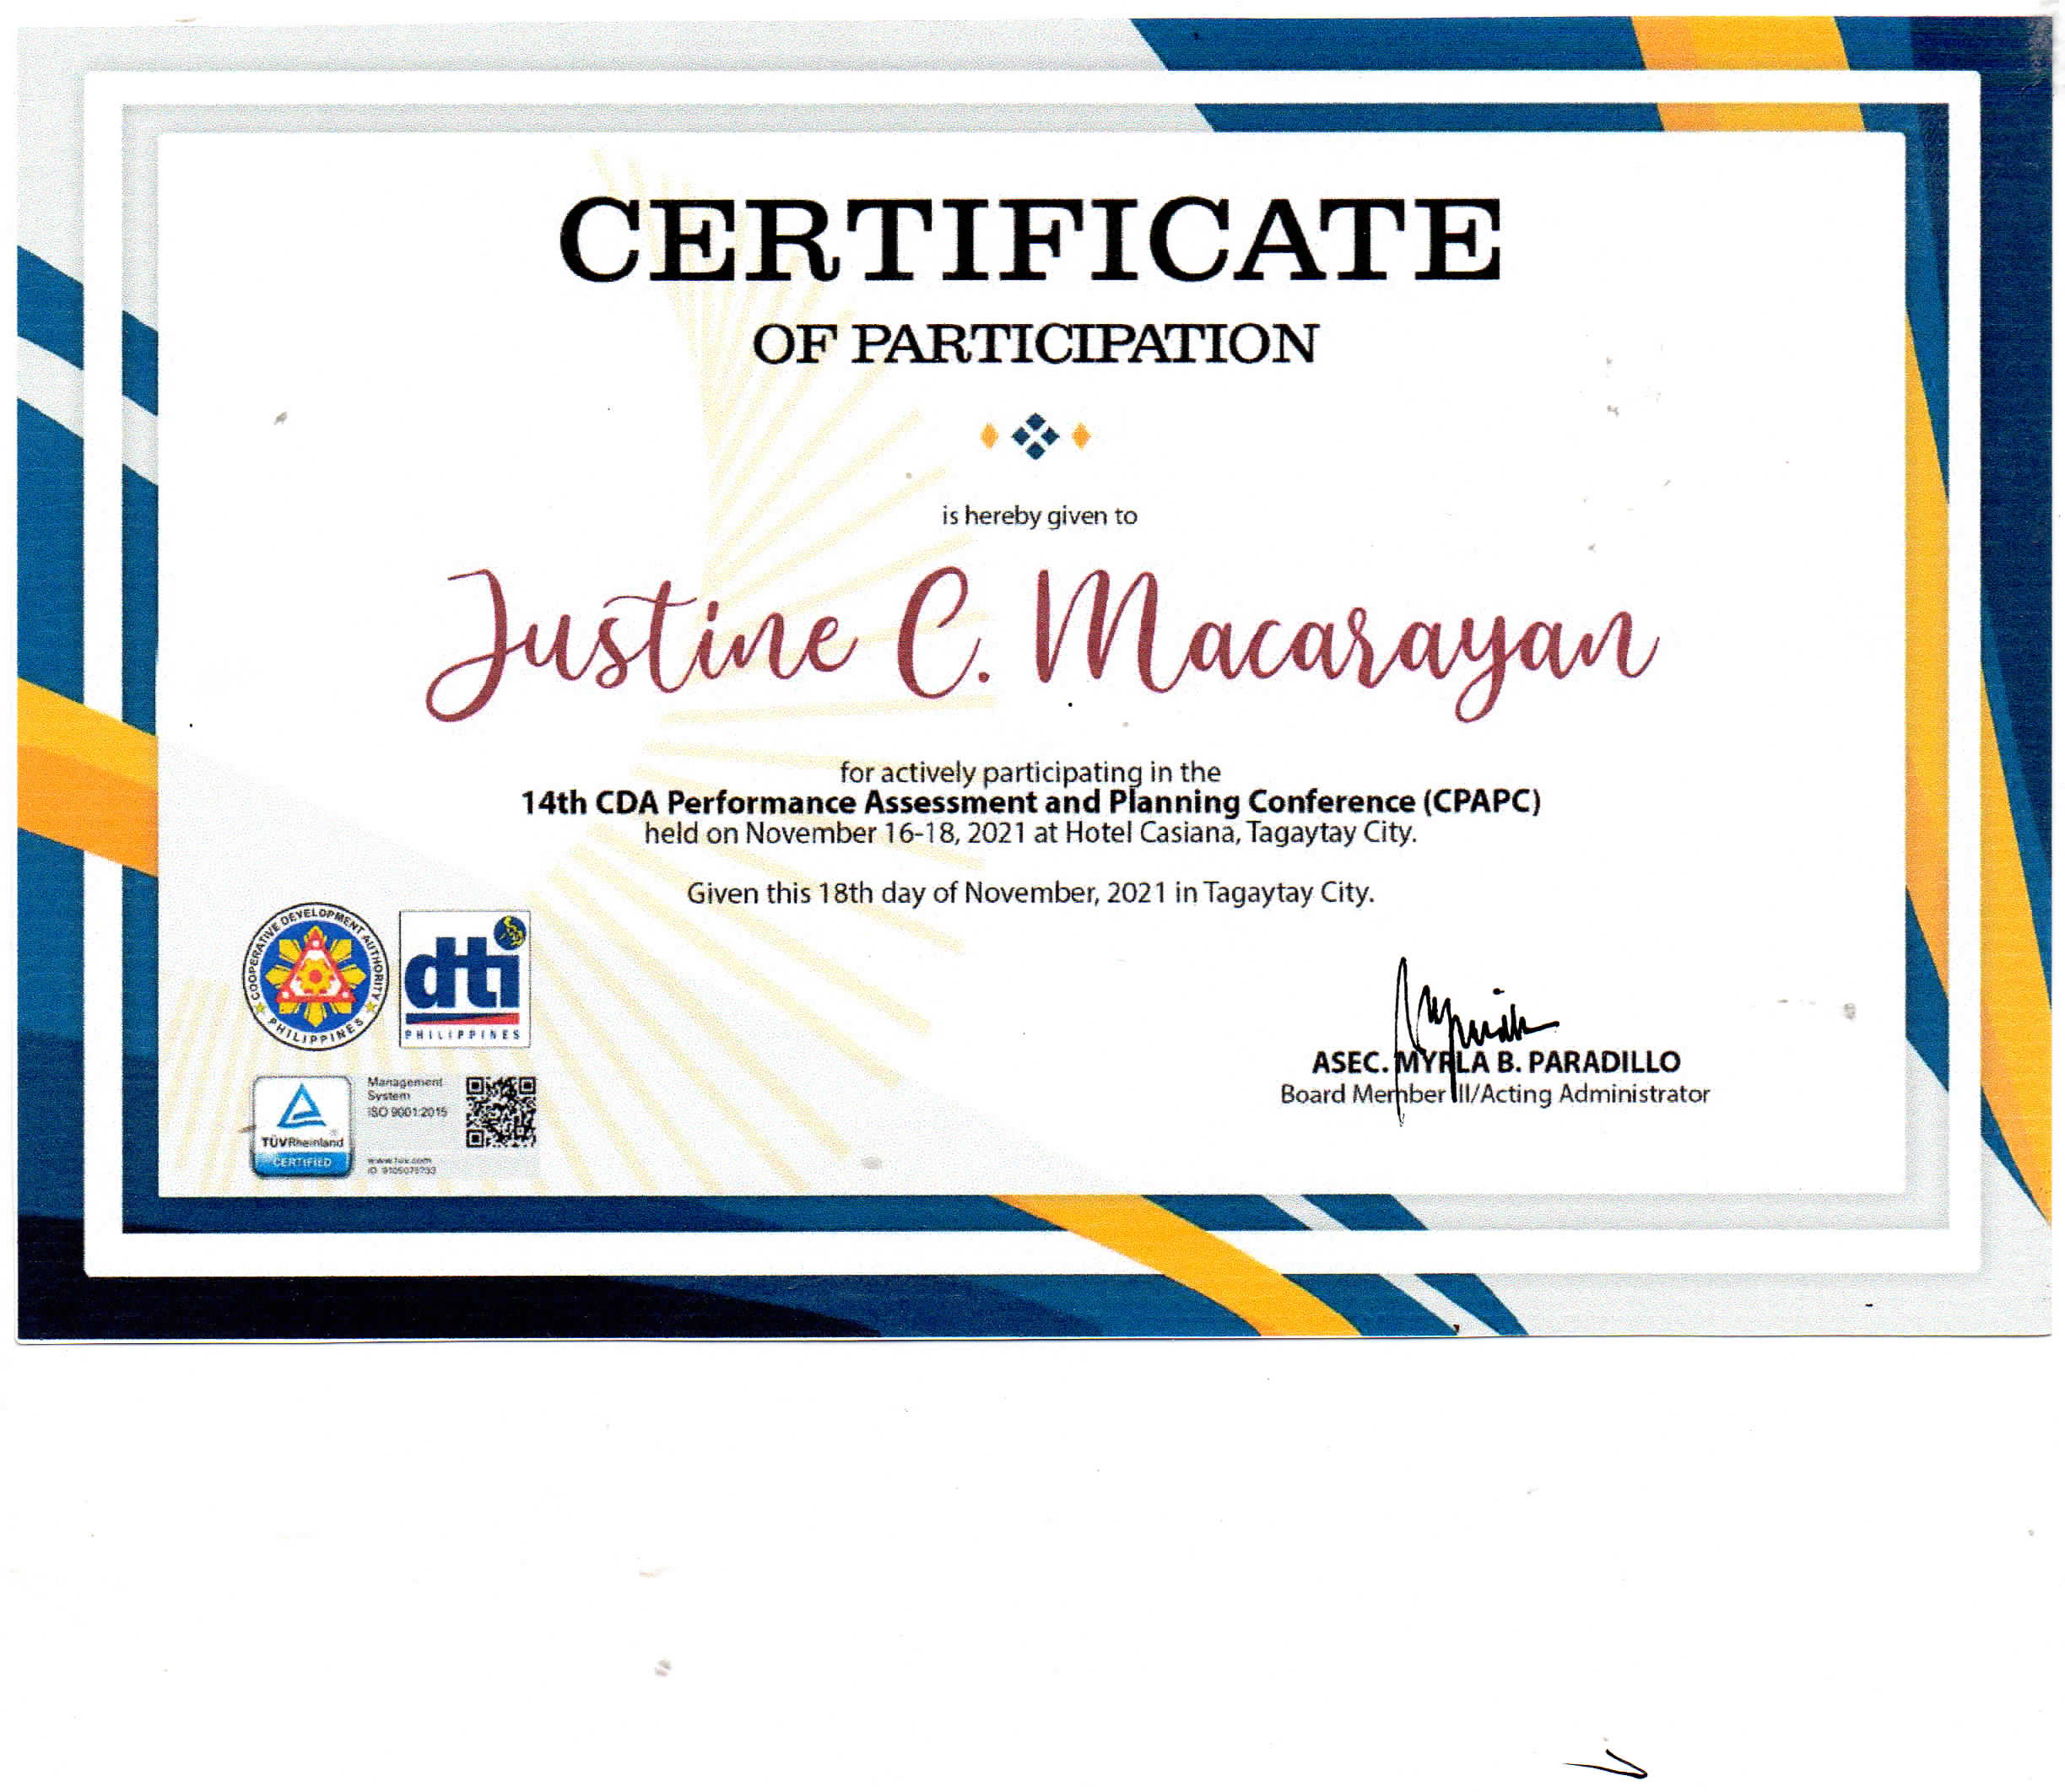 CERTIFICATE
OF PARTICIPATION
is hereby given to
Justine C. Macarayan
for actively participating in the
14th CDA Performance Assessment and Planning Conference (CPAPC)
held on November 16-18, 2021 at Hotel Casiana, Tagaytay City.
Given this 18th day of November, 2021 in Tagaytay City.
COOPERATIVE DEVELOPMENT AUTHORITY
PHILIPPINES
dti
PHILIPPINES
ASEC. MYRLA B. PARADILLO
Board Member III/Acting Administrator
TÜVRheinland
CERTIFIED
Management
System
ISO 9001:2015
www.tuv.com